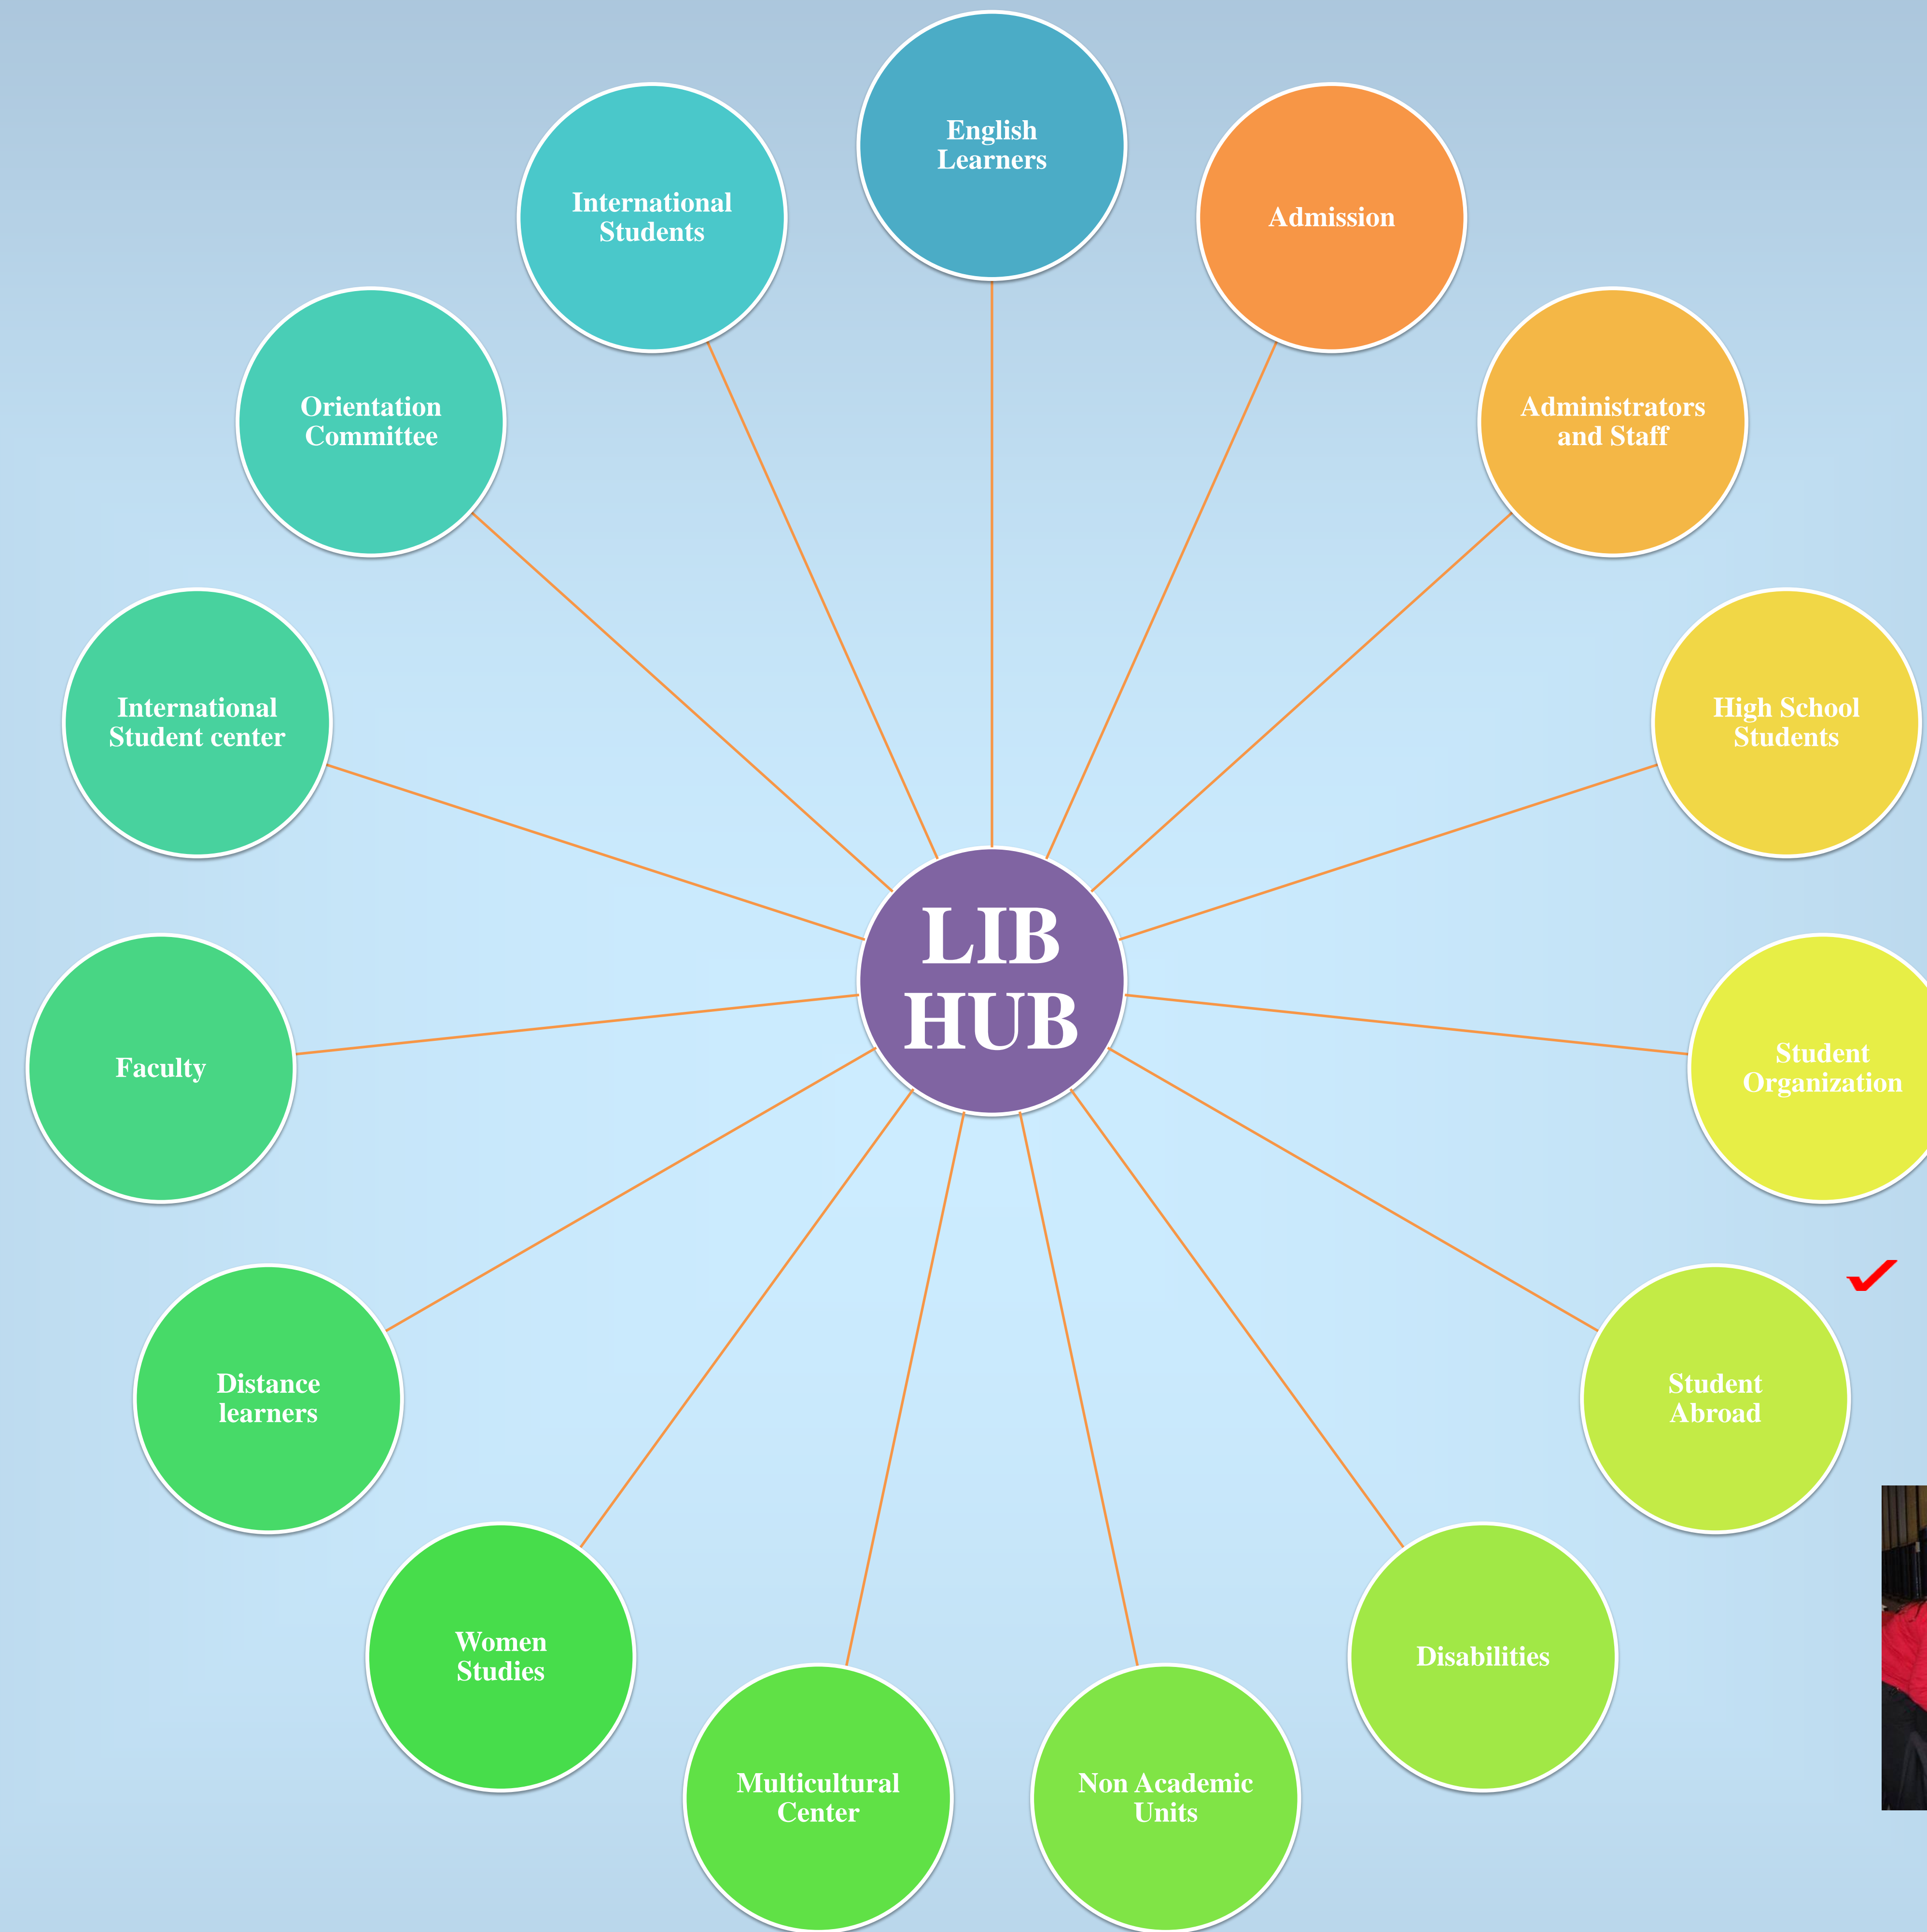 English
Learners
International
Students
Admission
Orientation
Committee
Administrators
and Staff
International
Student center
High School
Students
LIB
HUB
Faculty
Student
Organization
Distance
learners
Student
Abroad
Women
Studies
Disabilities
Multicultural
Center
Non Academic
Units